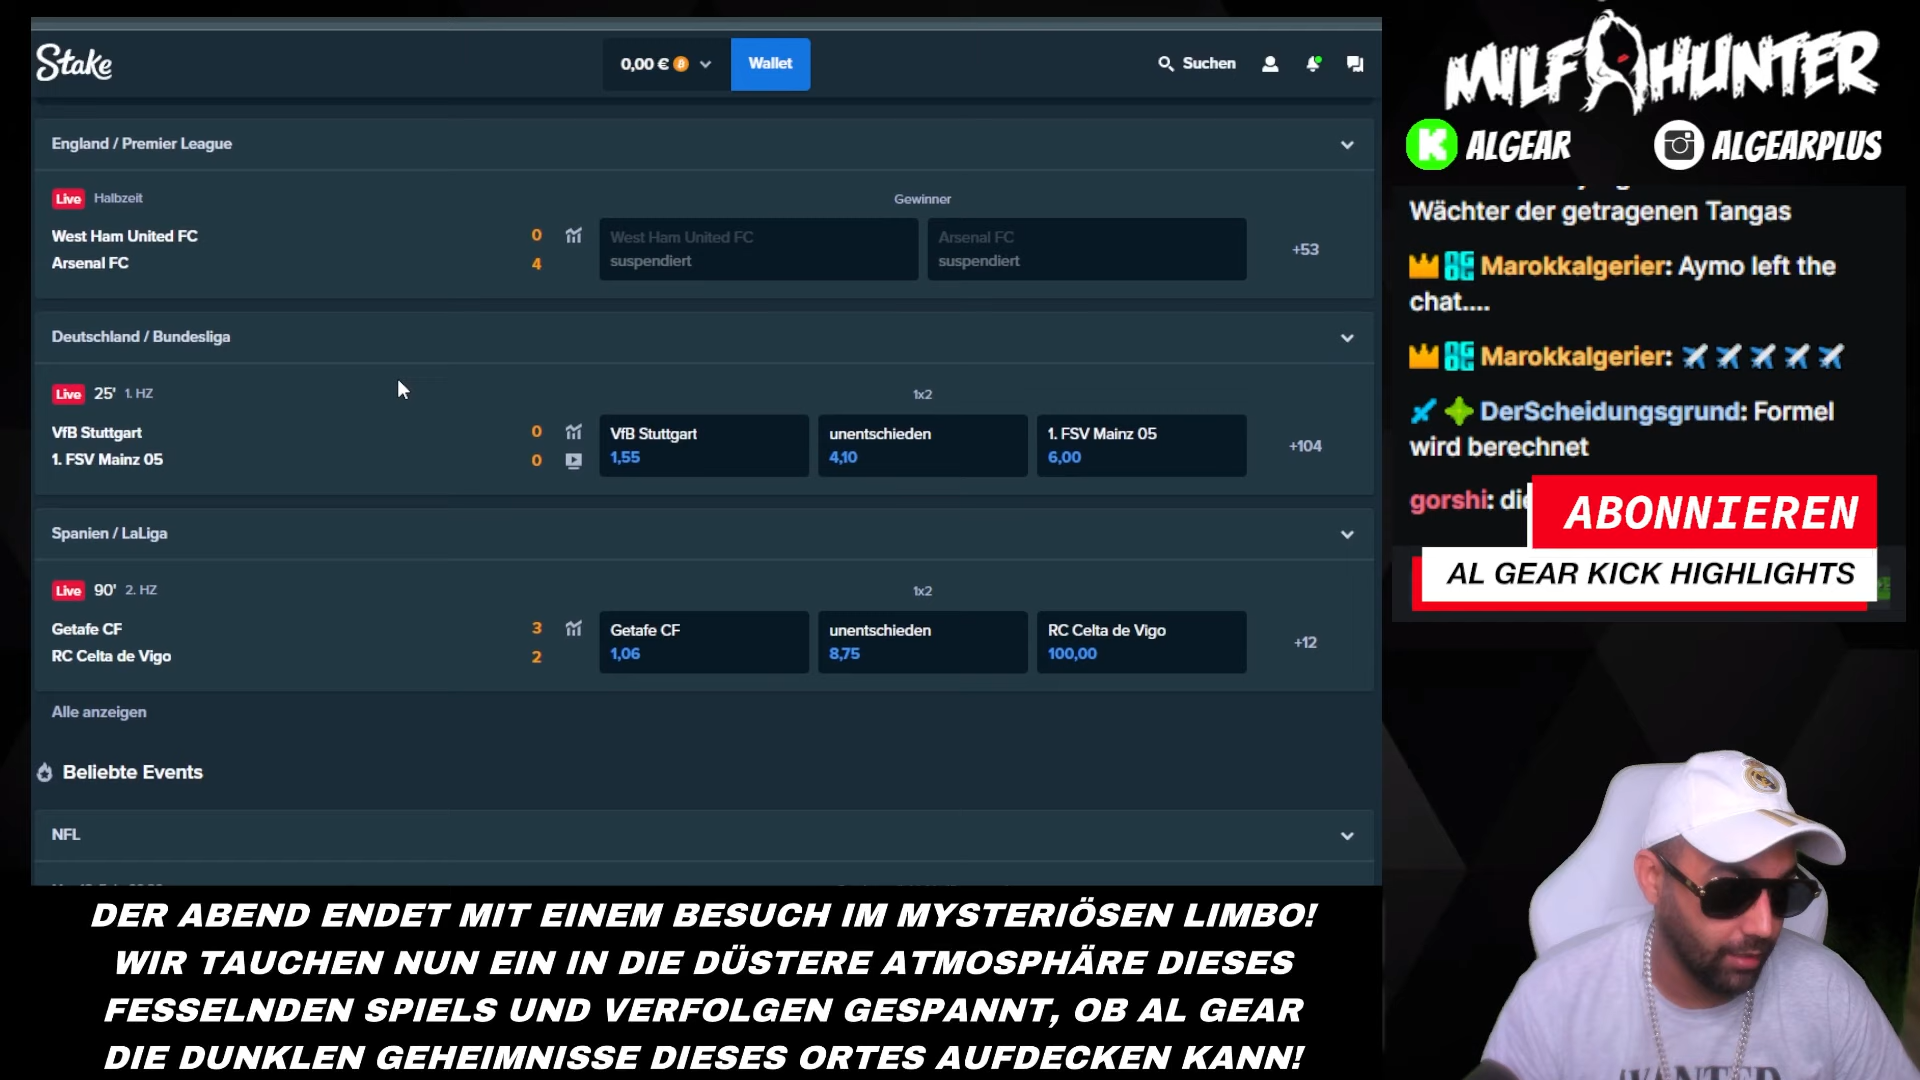 Stake
0,00 €
Wallet
Suchen
England / Premier League
Live Halbzeit
Gewinner
West Ham United FC 0
Arsenal FC 4
West Ham United FC
suspendiert
Arsenal FC
suspendiert
+53
Deutschland / Bundesliga
Live 25' 1. HZ
1x2
VfB Stuttgart 0
1. FSV Mainz 05 0
VfB Stuttgart
1,55
unentschieden
4,10
1. FSV Mainz 05
6,00
+104
Spanien / LaLiga
Live 90' 2. HZ
1x2
Getafe CF 3
RC Celta de Vigo 2
Getafe CF
1,06
unentschieden
8,75
RC Celta de Vigo
100,00
+12
Alle anzeigen
Beliebte Events
NFL
DER ABEND ENDET MIT EINEM BESUCH IM MYSTERIÖSEN LIMBO!
WIR TAUCHEN NUN EIN IN DIE DÜSTERE ATMOSPHÄRE DIESES
FESSELNDEN SPIELS UND VERFOLGEN GESPANNT, OB AL GEAR
DIE DUNKLEN GEHEIMNISSE DIESES ORTES AUFDECKEN KANN!
MILF HUNTER
K ALGEAR
ALGEARPLUS
Wächter der getragenen Tangas
Marokkalgerier: Aymo left the
chat....
Marokkalgerier: ✈️✈️✈️✈️✈️
DerScheidungsgrund: Formel
wird berechnet
gorshi:
ABONNIEREN
AL GEAR KICK HIGHLIGHTS